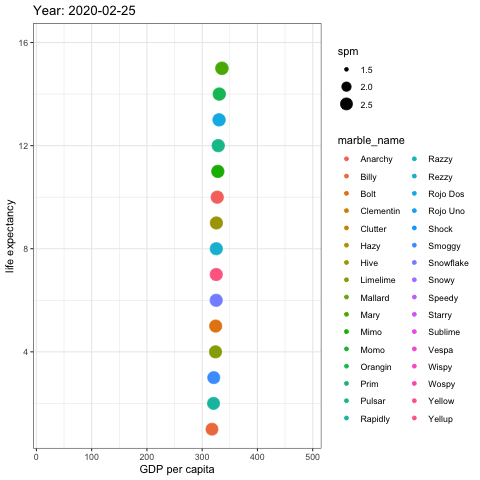 Year: 2020-02-25
life expectancy
16
12
8
4
0 100 200 300 400 500
GDP per capita
spm
1.5
2.0
2.5
marble_name
Anarchy Razzy
Billy Rezzy
Bolt Rojo Dos
Clementin Rojo Uno
Clutter Shock
Hazy Smoggy
Hive Snowflake
Limelime Snowy
Mallard Speedy
Mary Starry
Mimo Sublime
Momo Vespa
Orangin Wispy
Prim Wospy
Pulsar Yellow
Rapidly Yellup